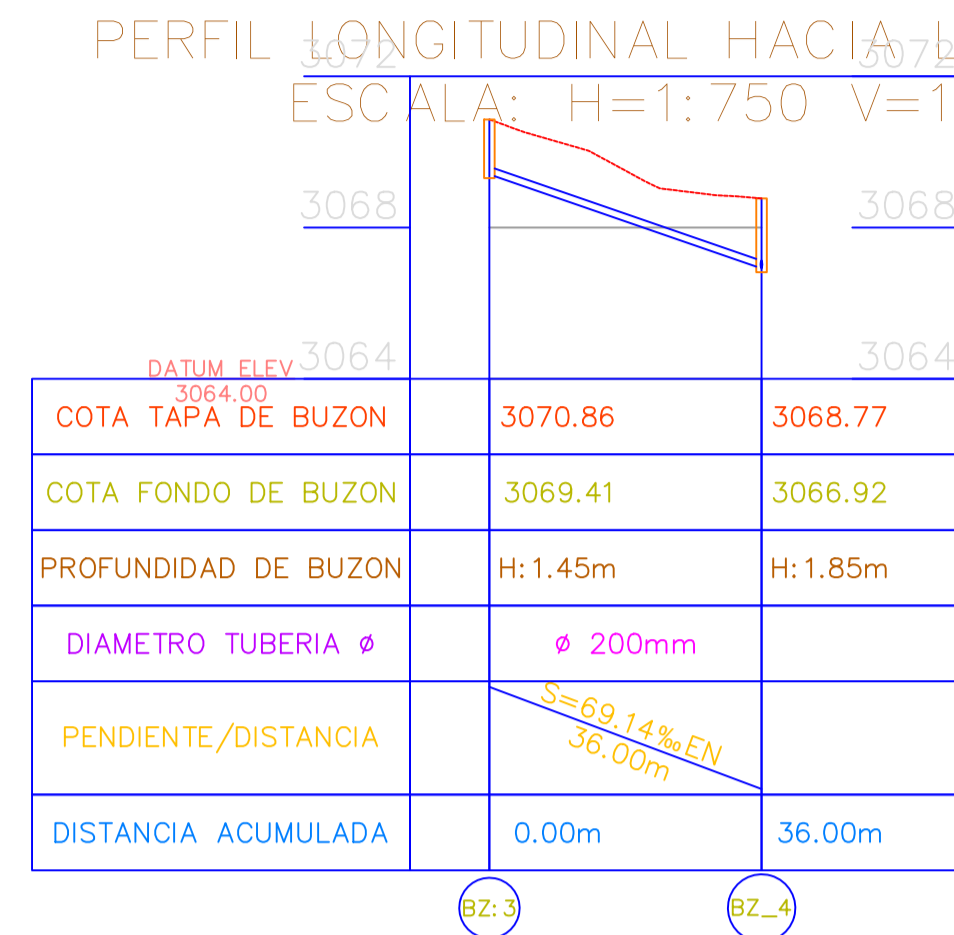 PERFIL LONGITUDINAL HACIA L
3072 3072
ESCALA: H=1:750 V=1
3068 3068
3064 3064
DATUM ELEV
3064.00
COTA TAPA DE BUZON 3070.86 3068.77
COTA FONDO DE BUZON 3069.41 3066.92
PROFUNDIDAD DE BUZON H:1.45m H:1.85m
DIAMETRO TUBERIA ø ø 200mm
PENDIENTE/DISTANCIA
S=69.14‰ EN
36.00m
DISTANCIA ACUMULADA 0.00m 36.00m
BZ:3 BZ_4